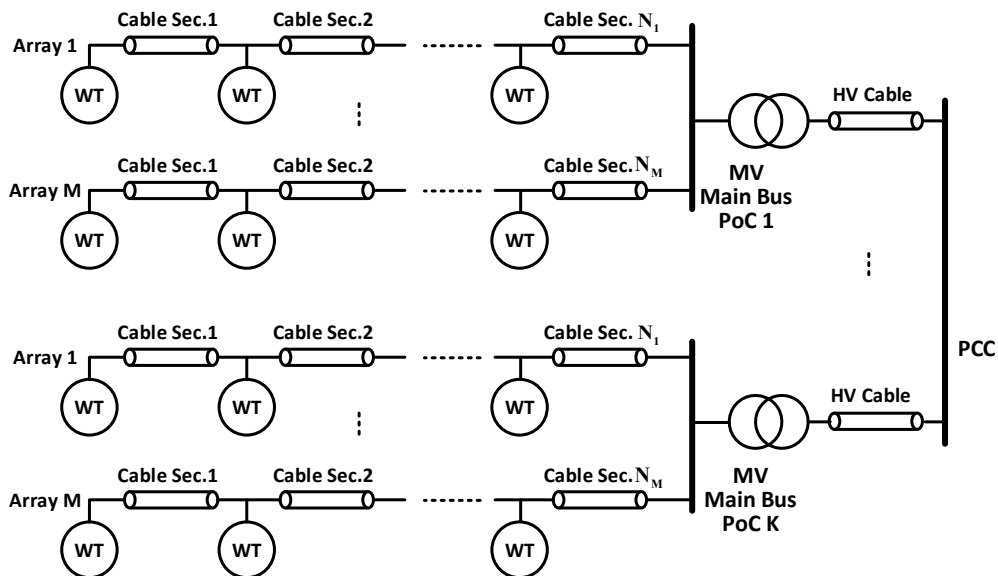 Cable Sec.1 Cable Sec.2 Cable Sec. N₁
Array 1
WT WT WT
HV Cable
Cable Sec.1 Cable Sec.2 Cable Sec. N_M
Array M
MV
Main Bus
PoC 1
WT WT WT
Cable Sec.1 Cable Sec.2 Cable Sec. N₁
Array 1
PCC
WT WT WT
HV Cable
Cable Sec.1 Cable Sec.2 Cable Sec. N_M
Array M
MV
Main Bus
PoC K
WT WT WT